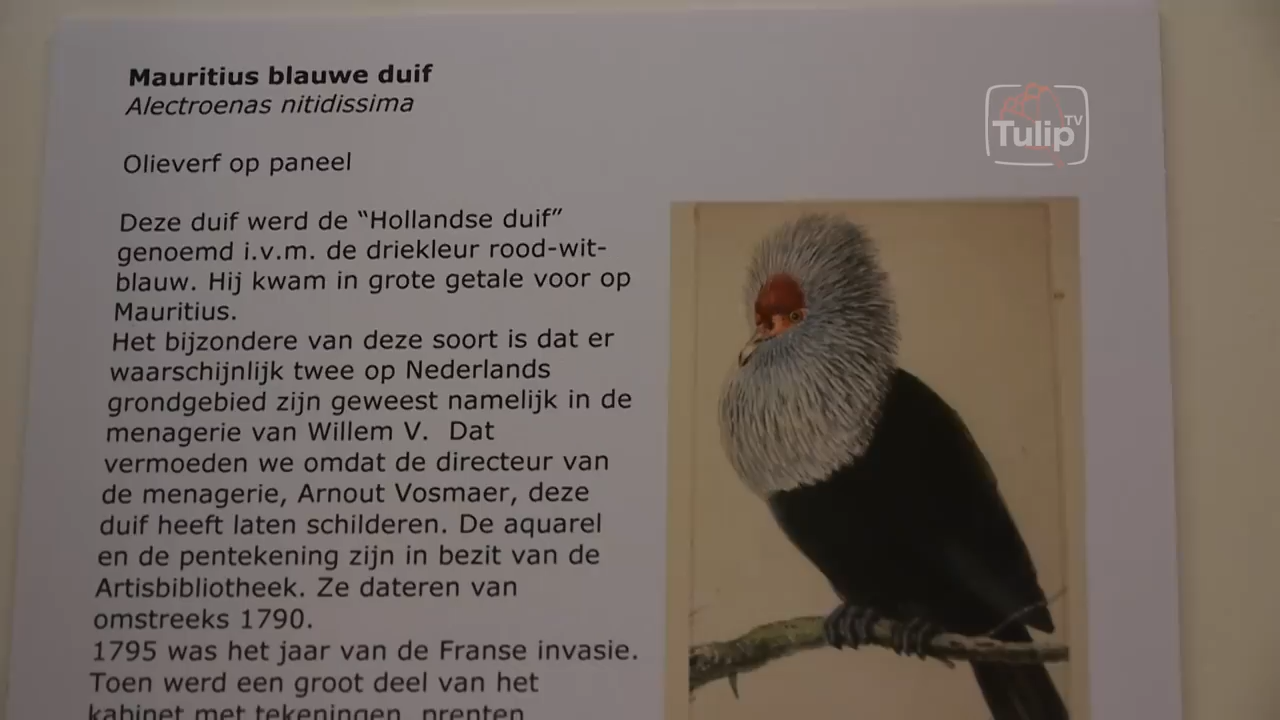 Mauritius blauwe duif
Alectroenas nitidissima
Olieverf op paneel
Deze duif werd de “Hollandse duif”
genoemd i.v.m. de driekleur rood-wit-
blauw. Hij kwam in grote getale voor op
Mauritius.
Het bijzondere van deze soort is dat er
waarschijnlijk twee op Nederlands
grondgebied zijn geweest namelijk in de
menagerie van Willem V.  Dat
vermoeden we omdat de directeur van
de menagerie, Arnout Vosmaer, deze
duif heeft laten schilderen. De aquarel
en de pentekening zijn in bezit van de
Artisbibliotheek. Ze dateren van
omstreeks 1790.
1795 was het jaar van de Franse invasie.
Toen werd een groot deel van het
kabinet met tekeningen, prenten
Tulip TV